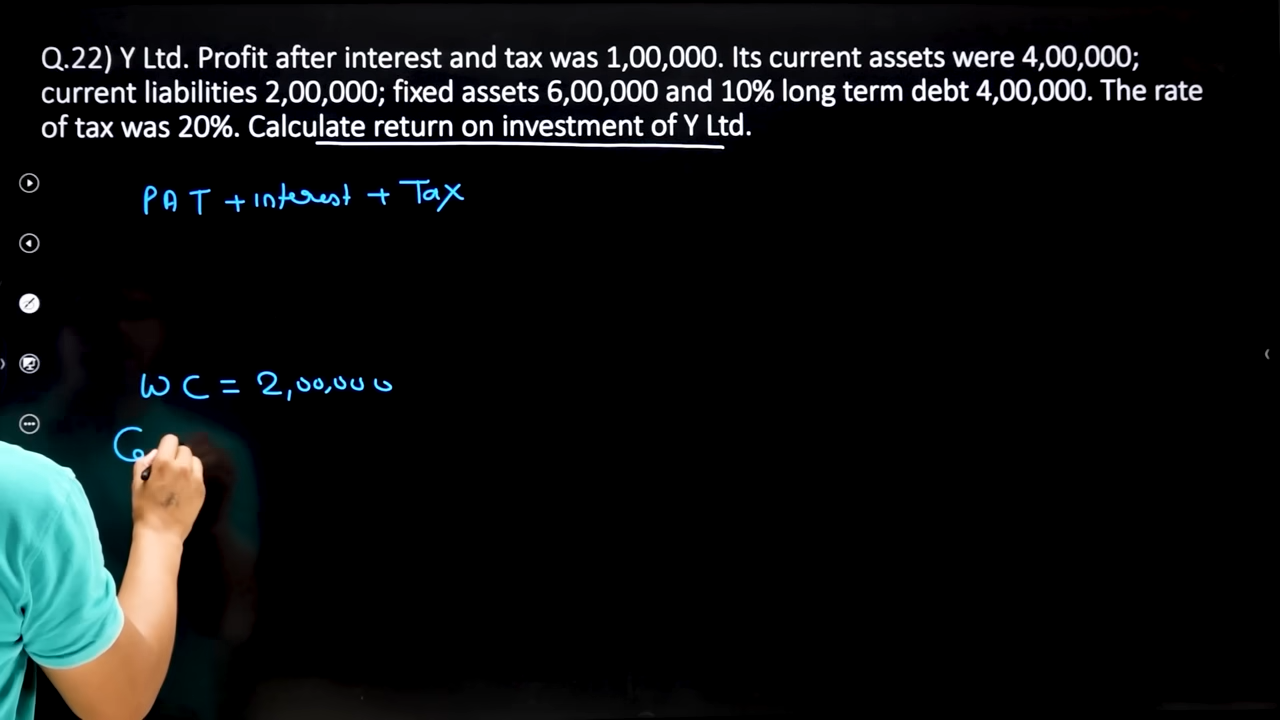 Q.22) Y Ltd. Profit after interest and tax was 1,00,000. Its current assets were 4,00,000;
current liabilities 2,00,000; fixed assets 6,00,000 and 10% long term debt 4,00,000. The rate
of tax was 20%. Calculate return on investment of Y Ltd.
PAT + interest + Tax
WC = 2,00,000